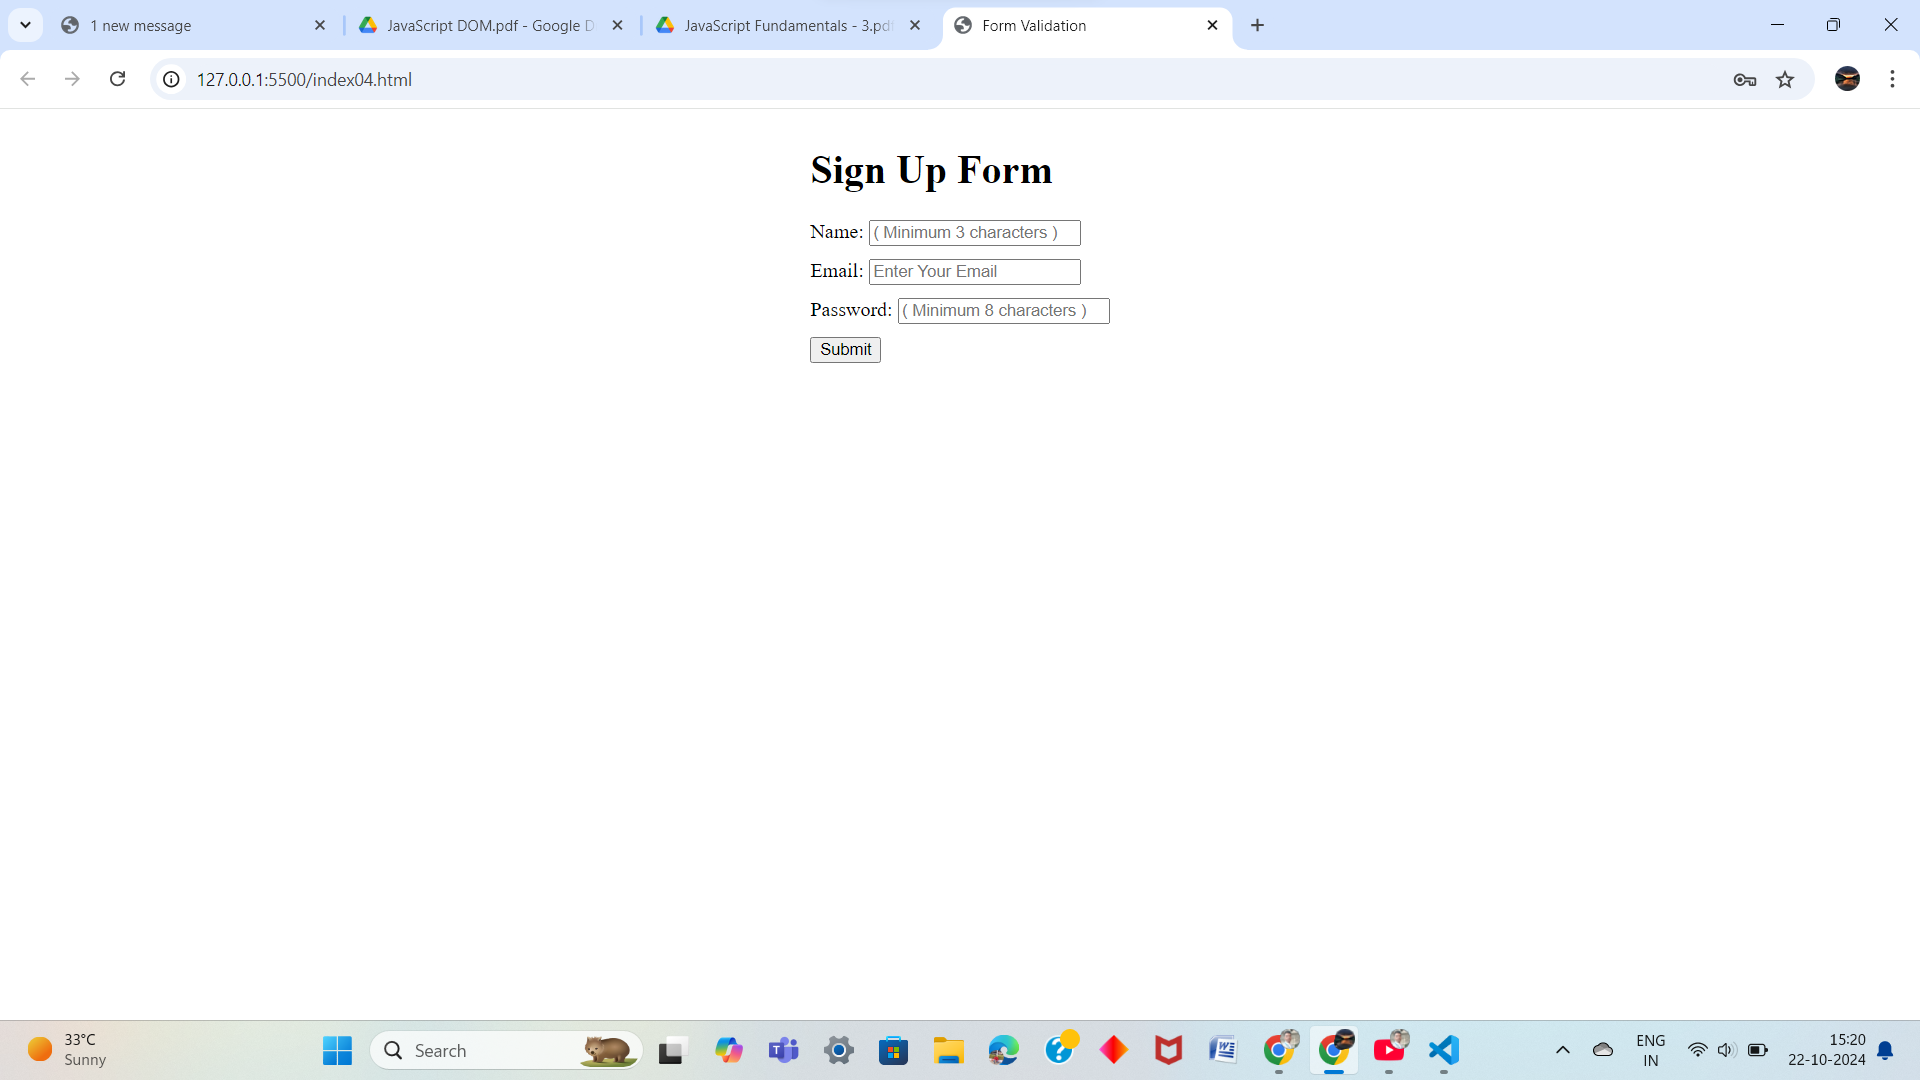 1 new message
JavaScript DOM.pdf - Google D
JavaScript Fundamentals - 3.pdf
Form Validation
127.0.0.1:5500/index04.html
Sign Up Form
Name: ( Minimum 3 characters )
Email: Enter Your Email
Password: ( Minimum 8 characters )
Submit
33°C
Sunny
Search
ENG
IN
15:20
22-10-2024